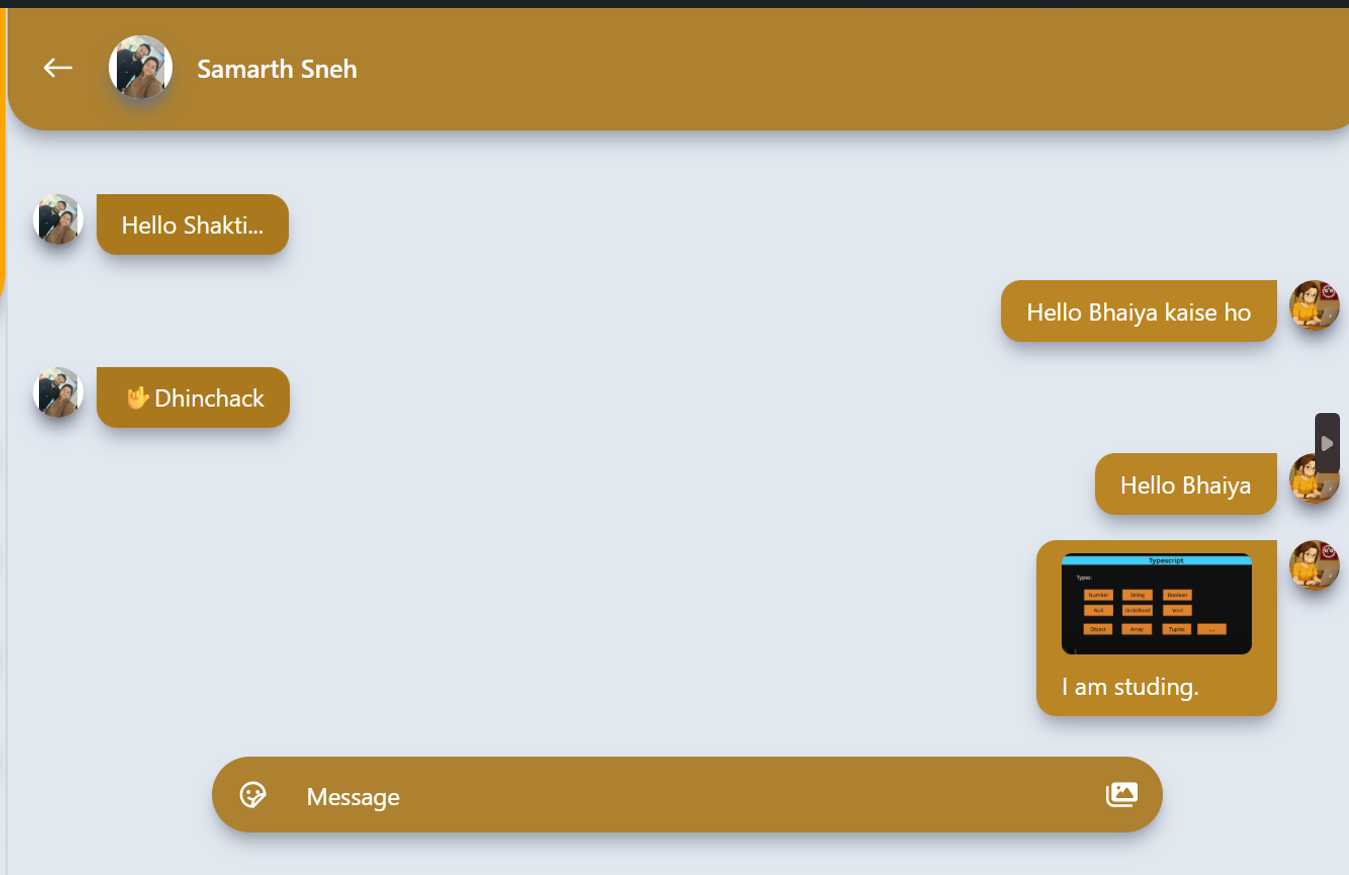 Samarth Sneh
Hello Shakti...
Hello Bhaiya kaise ho
🤟Dhinchack
Hello Bhaiya
Typescript
Types:
Number String Boolean
Null Undefined Void
Object Array Tuples ....
I am studing.
Message